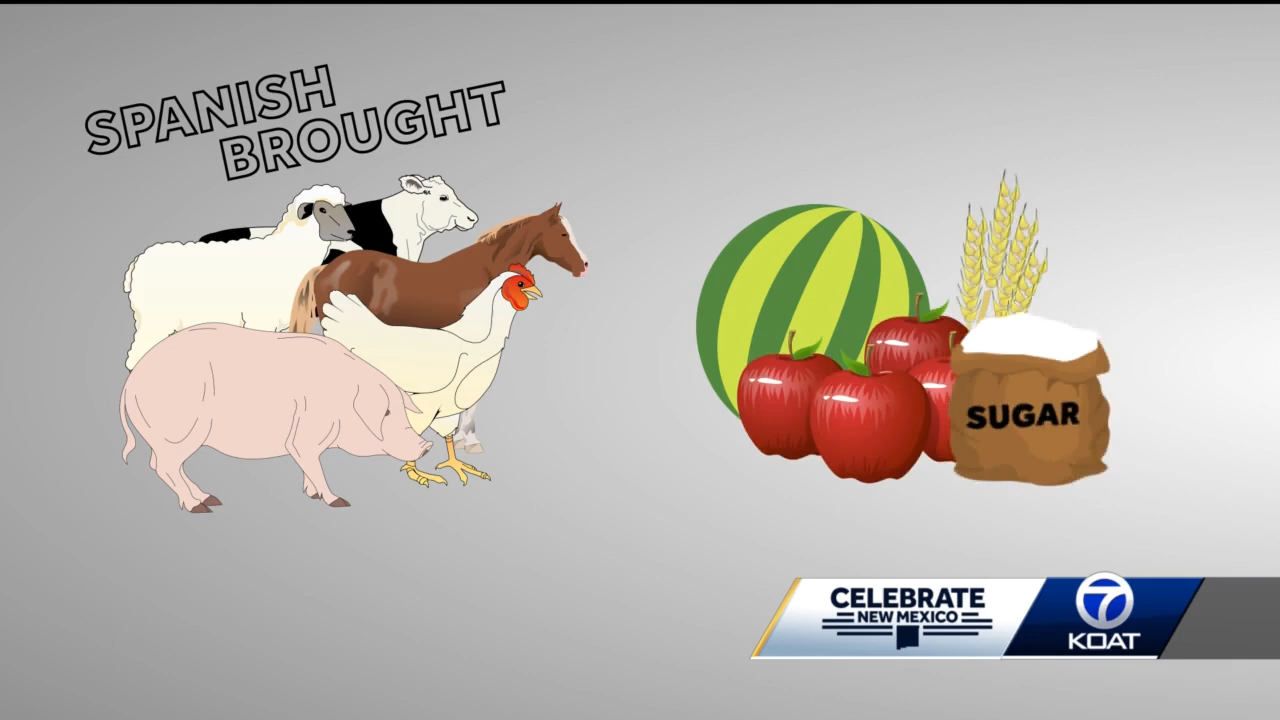 SPANISH
BROUGHT
SUGAR
CELEBRATE
NEW MEXICO
7
KOAT